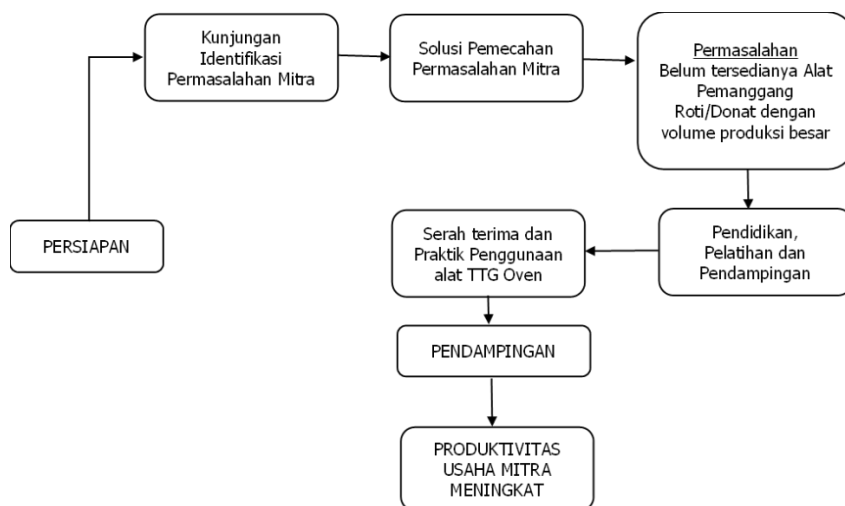 Kunjungan
Identifikasi
Permasalahan Mitra
Solusi Pemecahan
Permasalahan Mitra
Permasalahan
Belum tersedianya Alat
Pemanggang
Roti/Donat dengan
volume produksi besar
PERSIAPAN
Serah terima dan
Praktik Penggunaan
alat TTG Oven
Pendidikan,
Pelatihan dan
Pendampingan
PENDAMPINGAN
PRODUKTIVITAS
USAHA MITRA
MENINGKAT